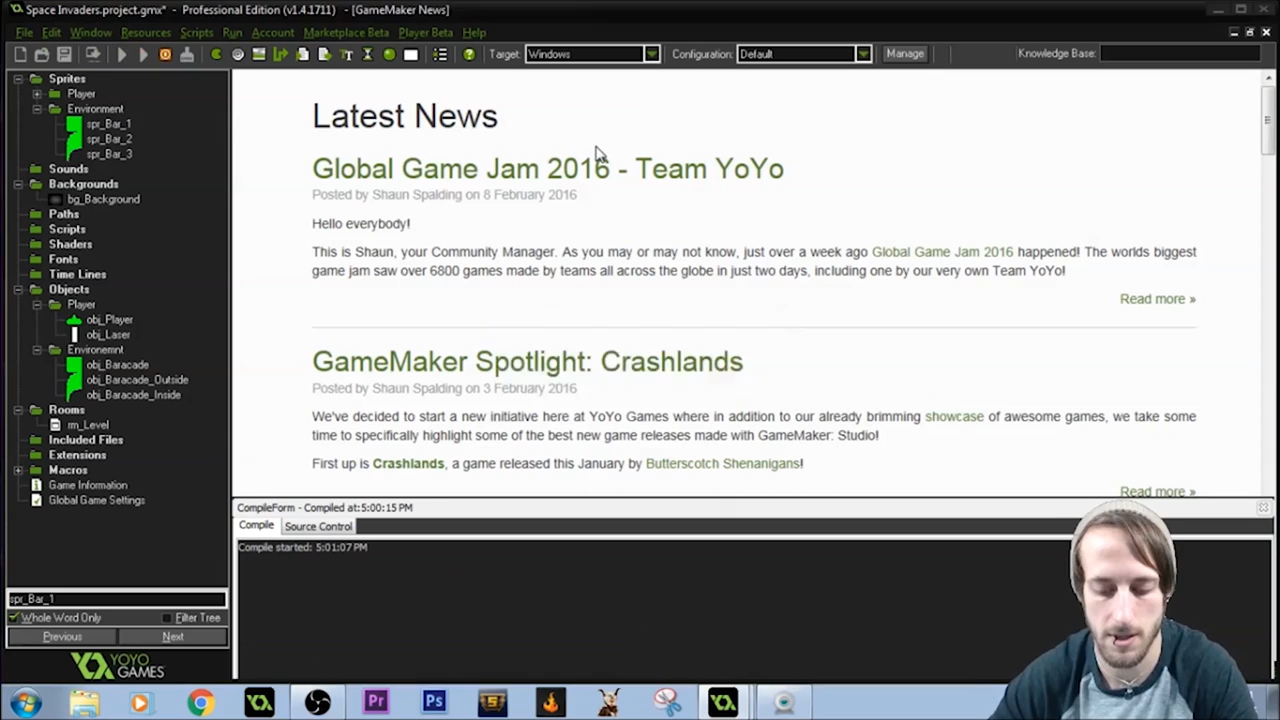 Space Invaders.project.gmx* - Professional Edition (v1.4.1711) - [GameMaker News]
File Edit Window Resources Scripts Run Account Marketplace Beta Player Beta Help
Target: Windows Configuration: Default Manage Knowledge Base:
Sprites
Player
Environment
spr_Bar_1
spr_Bar_2
spr_Bar_3
Sounds
Backgrounds
bg_Background
Paths
Scripts
Shaders
Fonts
Time Lines
Objects
Player
obj_Player
obj_Laser
Environemnt
obj_Baracade
obj_Baracade_Outside
obj_Baracade_Inside
Rooms
rm_Level
Included Files
Extensions
Macros
Game Information
Global Game Settings
spr_Bar_1
Whole Word Only Filter Tree
Previous Next
YOYO
GAMES
Latest News
Global Game Jam 2016 - Team YoYo
Posted by Shaun Spalding on 8 February 2016
Hello everybody!
This is Shaun, your Community Manager. As you may or may not know, just over a week ago Global Game Jam 2016 happened! The worlds biggest
game jam saw over 6800 games made by teams all across the globe in just two days, including one by our very own Team YoYo!
Read more »
GameMaker Spotlight: Crashlands
Posted by Shaun Spalding on 3 February 2016
We've decided to start a new initiative here at YoYo Games where in addition to our already brimming showcase of awesome games, we take some
time to specifically highlight some of the best new game releases made with GameMaker: Studio!
First up is Crashlands, a game released this January by Butterscotch Shenanigans!
Read more »
CompileForm - Compiled at:5:00:15 PM
Compile Source Control
Compile started: 5:01:07 PM
Pr Ps